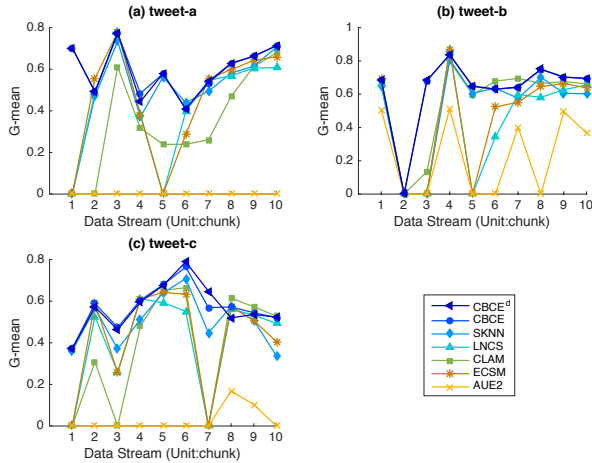 (a) tweet-a
G-mean
0.8
0.6
0.4
0.2
0
1 2 3 4 5 6 7 8 9 10
Data Stream (Unit:chunk)
(b) tweet-b
G-mean
1
0.8
0.6
0.4
0.2
0
1 2 3 4 5 6 7 8 9 10
Data Stream (Unit:chunk)
(c) tweet-c
G-mean
0.8
0.6
0.4
0.2
0
1 2 3 4 5 6 7 8 9 10
Data Stream (Unit:chunk)
CBCEd
CBCE
SKNN
LNCS
CLAM
ECSM
AUE2